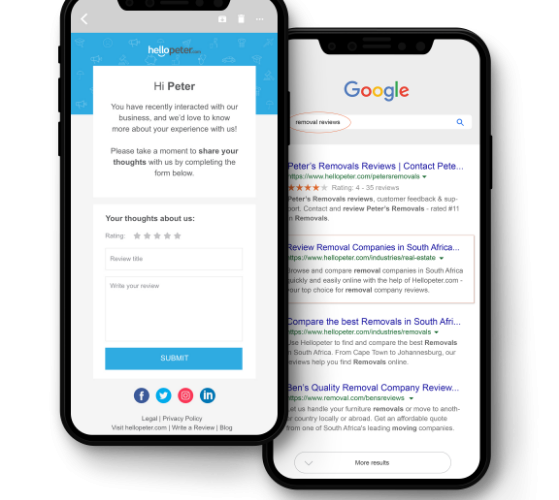 hellopeter.com
Hi Peter
You have recently interacted with our
business, and we'd love to know
more about your experience with us!
Please take a moment to share your
thoughts with us by completing the
form below.
Your thoughts about us:
Rating:
Review title
Write your review
SUBMIT
Legal | Privacy Policy
Visit hellopeter.com | Write a Review | Blog
Google
removal reviews
Peter's Removals Reviews | Contact Pete...
https://www.hellopeter.com/petersremovals
Rating: 4 - 35 reviews
Peter's Removals reviews, customer feedback & sup-
port. Contact and review Peter's Removals - rated #11
in Removals.
Review Removal Companies in South Africa...
https://www.hellopeter.com/industries/real-estate
Browse and compare removal companies in South Africa
quickly and easily online with the help of Hellopeter.com -
your top choice for removal company reviews.
Compare the best Removals in South Afri...
https://www.hellopeter.com/industries/removals
Use Hellopeter to find and compare the best Removals
in South Africa. From Cape Town to Johannesburg, our
reviews help you find Removals online.
Ben's Quality Removal Company Review...
https://www.removal.com/bensreviews
Let us handle your furniture removals or move to anoth-
er country locally or abroad. Get an affordable quote
from one of South Africa's leading moving companies.
More results